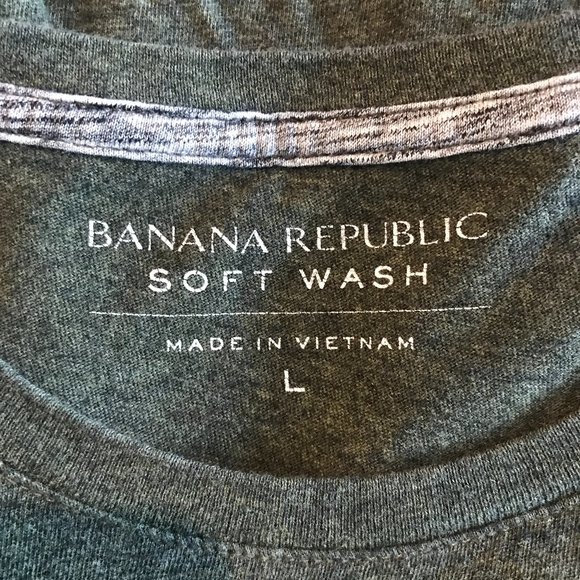 BANANA REPUBLIC
SOFT WASH
MADE IN VIETNAM
L